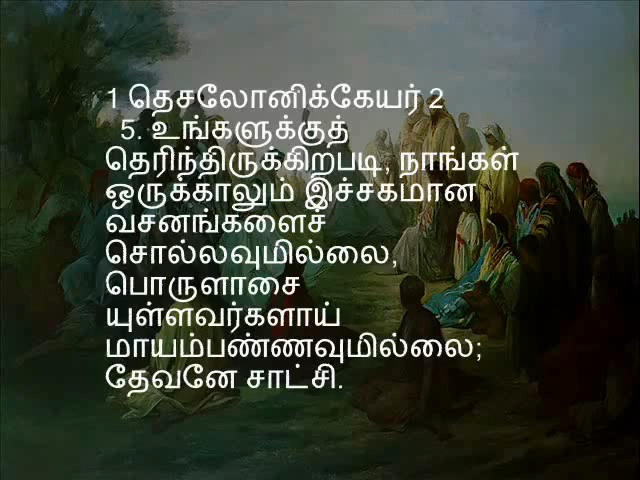 1 தெசலோனிக்கேயர் 2
5. உங்களுக்குத்
தெரிந்திருக்கிறபடி, நாங்கள்
ஒருக்காலும் இச்சகமான
வசனங்களைச்
சொல்லவுமில்லை,
பொருளாசை
யுள்ளவர்களாய்
மாயம்பண்ணவுமில்லை;
தேவனே சாட்சி.